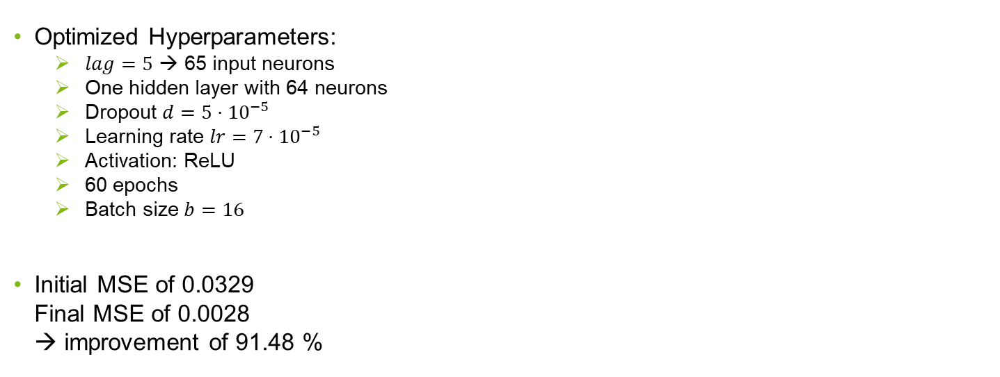 • Optimized Hyperparameters:
➢ lag = 5 → 65 input neurons
➢ One hidden layer with 64 neurons
➢ Dropout d = 5 · 10⁻⁵
➢ Learning rate lr = 7 · 10⁻⁵
➢ Activation: ReLU
➢ 60 epochs
➢ Batch size b = 16
• Initial MSE of 0.0329
Final MSE of 0.0028
→ improvement of 91.48 %